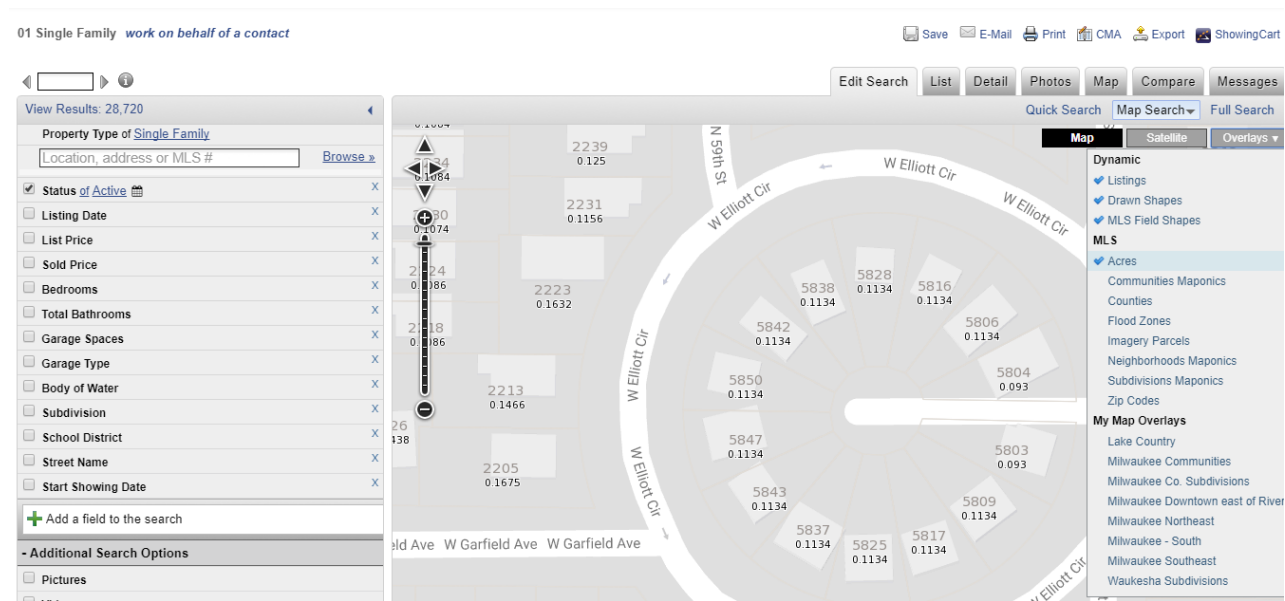 01 Single Family work on behalf of a contact
Save E-Mail Print CMA Export ShowingCart
Edit Search List Detail Photos Map Compare Messages
View Results: 28,720
Quick Search Map Search Full Search
Property Type of Single Family
Location, address or MLS # Browse »
Status of Active X
Listing Date X
List Price X
Sold Price X
Bedrooms X
Total Bathrooms X
Garage Spaces X
Garage Type X
Body of Water X
Subdivision X
School District X
Street Name X
Start Showing Date X
Add a field to the search
- Additional Search Options
Pictures
Map Satellite Overlays
Dynamic
Listings
Drawn Shapes
MLS Field Shapes
MLS
Acres
Communities Maponics
Counties
Flood Zones
Imagery Parcels
Neighborhoods Maponics
Subdivisions Maponics
Zip Codes
My Map Overlays
Lake Country
Milwaukee Communities
Milwaukee Co. Subdivisions
Milwaukee Downtown east of River
Milwaukee Northeast
Milwaukee - South
Milwaukee Southeast
Waukesha Subdivisions
0.1084
0.1084
0.1074
2239
0.125
2231
0.1156
2223
0.1632
2213
0.1466
2205
0.1675
N 59th St
W Elliott Cir
W Elliott Cir
W Elliott Cir
W Elliott Cir
W Elliott Cir
W Elliott Cir
5828
0.1134
5838
0.1134
5816
0.1134
5842
0.1134
5806
0.1134
5850
0.1134
5804
0.093
5847
0.1134
5803
0.093
5843
0.1134
5809
0.1134
5837
0.1134
5825
0.1134
5817
0.1134
W Garfield Ave W Garfield Ave